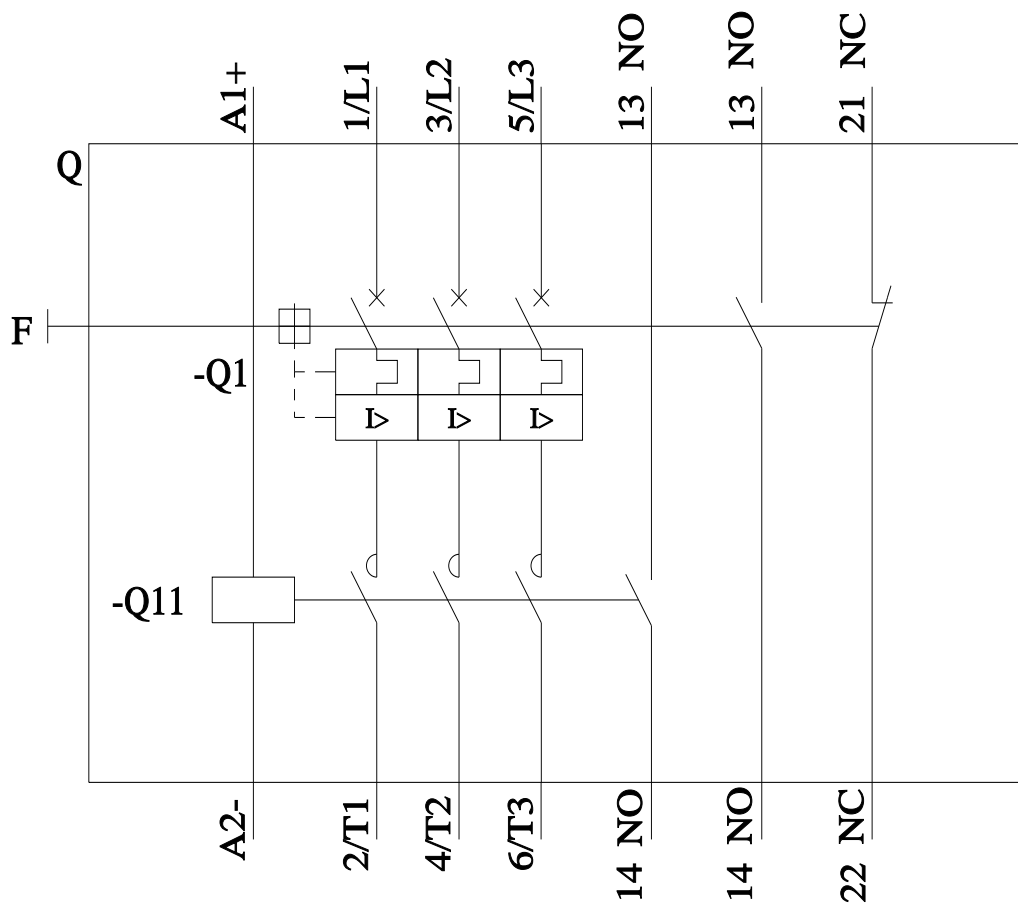 A1+
1/L1
3/L2
5/L3
13 NO
13 NO
21 NC
Q
F
-Q1
I>
I>
I>
-Q11
A2-
2/T1
4/T2
6/T3
14 NO
14 NO
22 NC